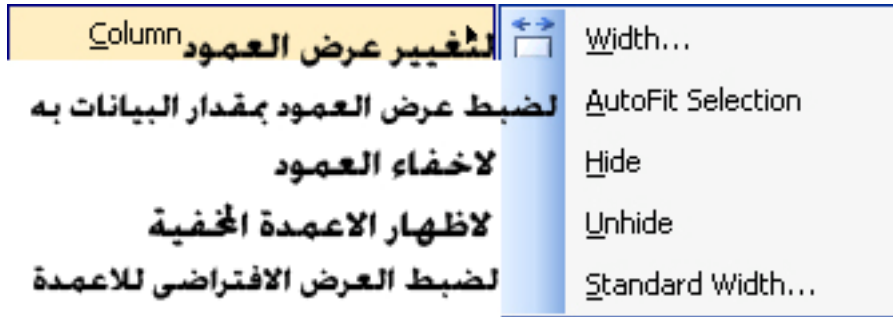 Column لتغيير عرض العمود Width...
لضبط عرض العمود بمقدار البيانات به AutoFit Selection
لاخفاء العمود Hide
لاظهار الاعمدة المخفية Unhide
لضبط العرض الافتراضى للاعمدة Standard Width...